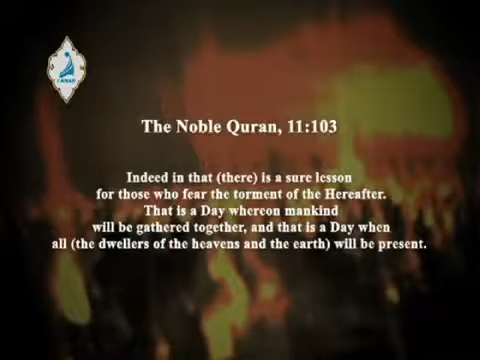 The Noble Quran, 11:103
Indeed in that (there) is a sure lesson
for those who fear the torment of the Hereafter.
That is a Day whereon mankind
will be gathered together, and that is a Day when
all (the dwellers of the heavens and the earth) will be present.